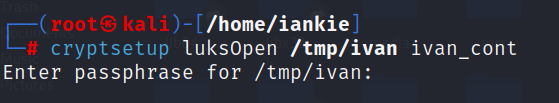 ┌──(root㉿kali)-[/home/iankie]
└─# cryptsetup luksOpen /tmp/ivan ivan_cont
Enter passphrase for /tmp/ivan: